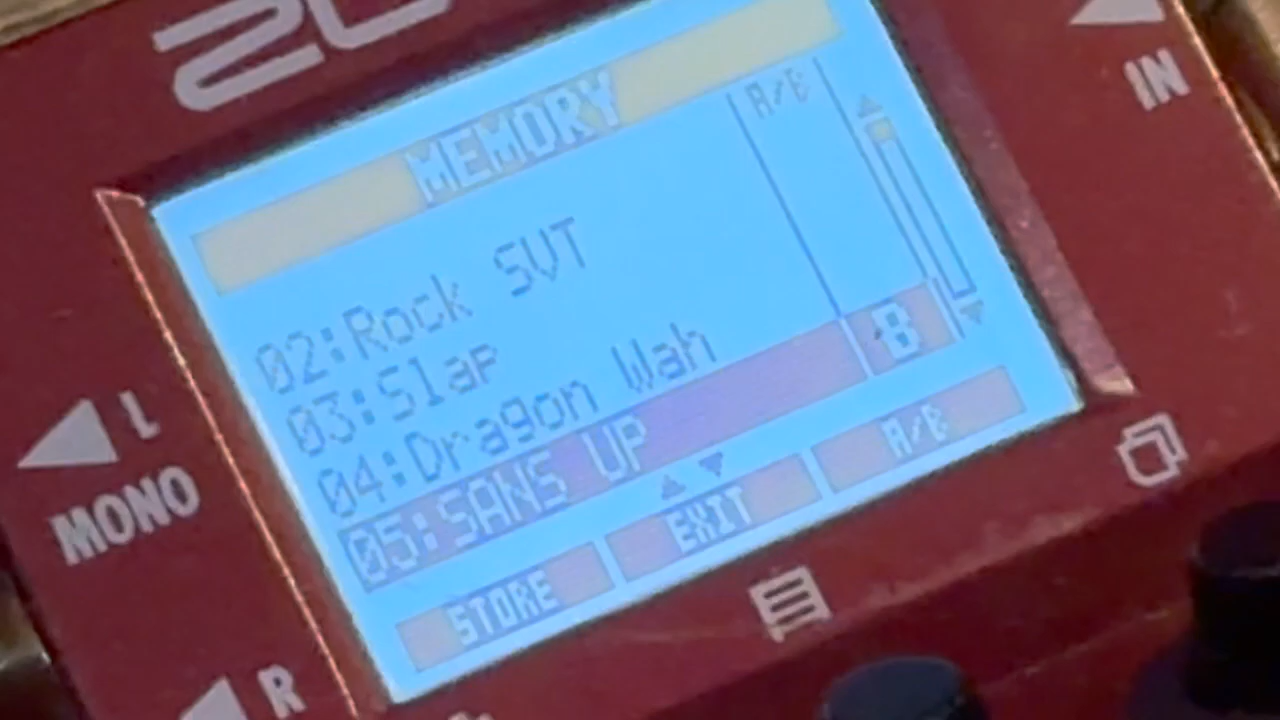 MEMORY
A/B
02:Rock SVT
03:Slap
04:Dragon Wah
05:SANS UP
B
STORE
EXIT
A/B
IN
L
MONO
R